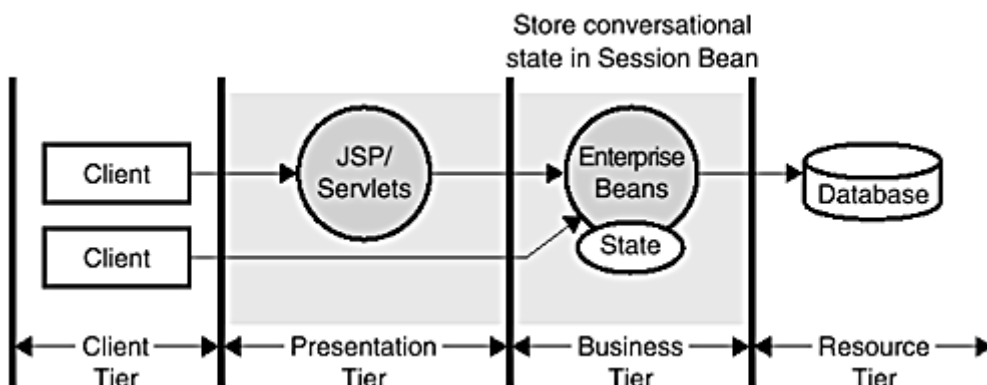 Store conversational
state in Session Bean
Client
JSP/
Servlets
Enterprise
Beans
Database
Client
State
Client
Tier
Presentation
Tier
Business
Tier
Resource
Tier